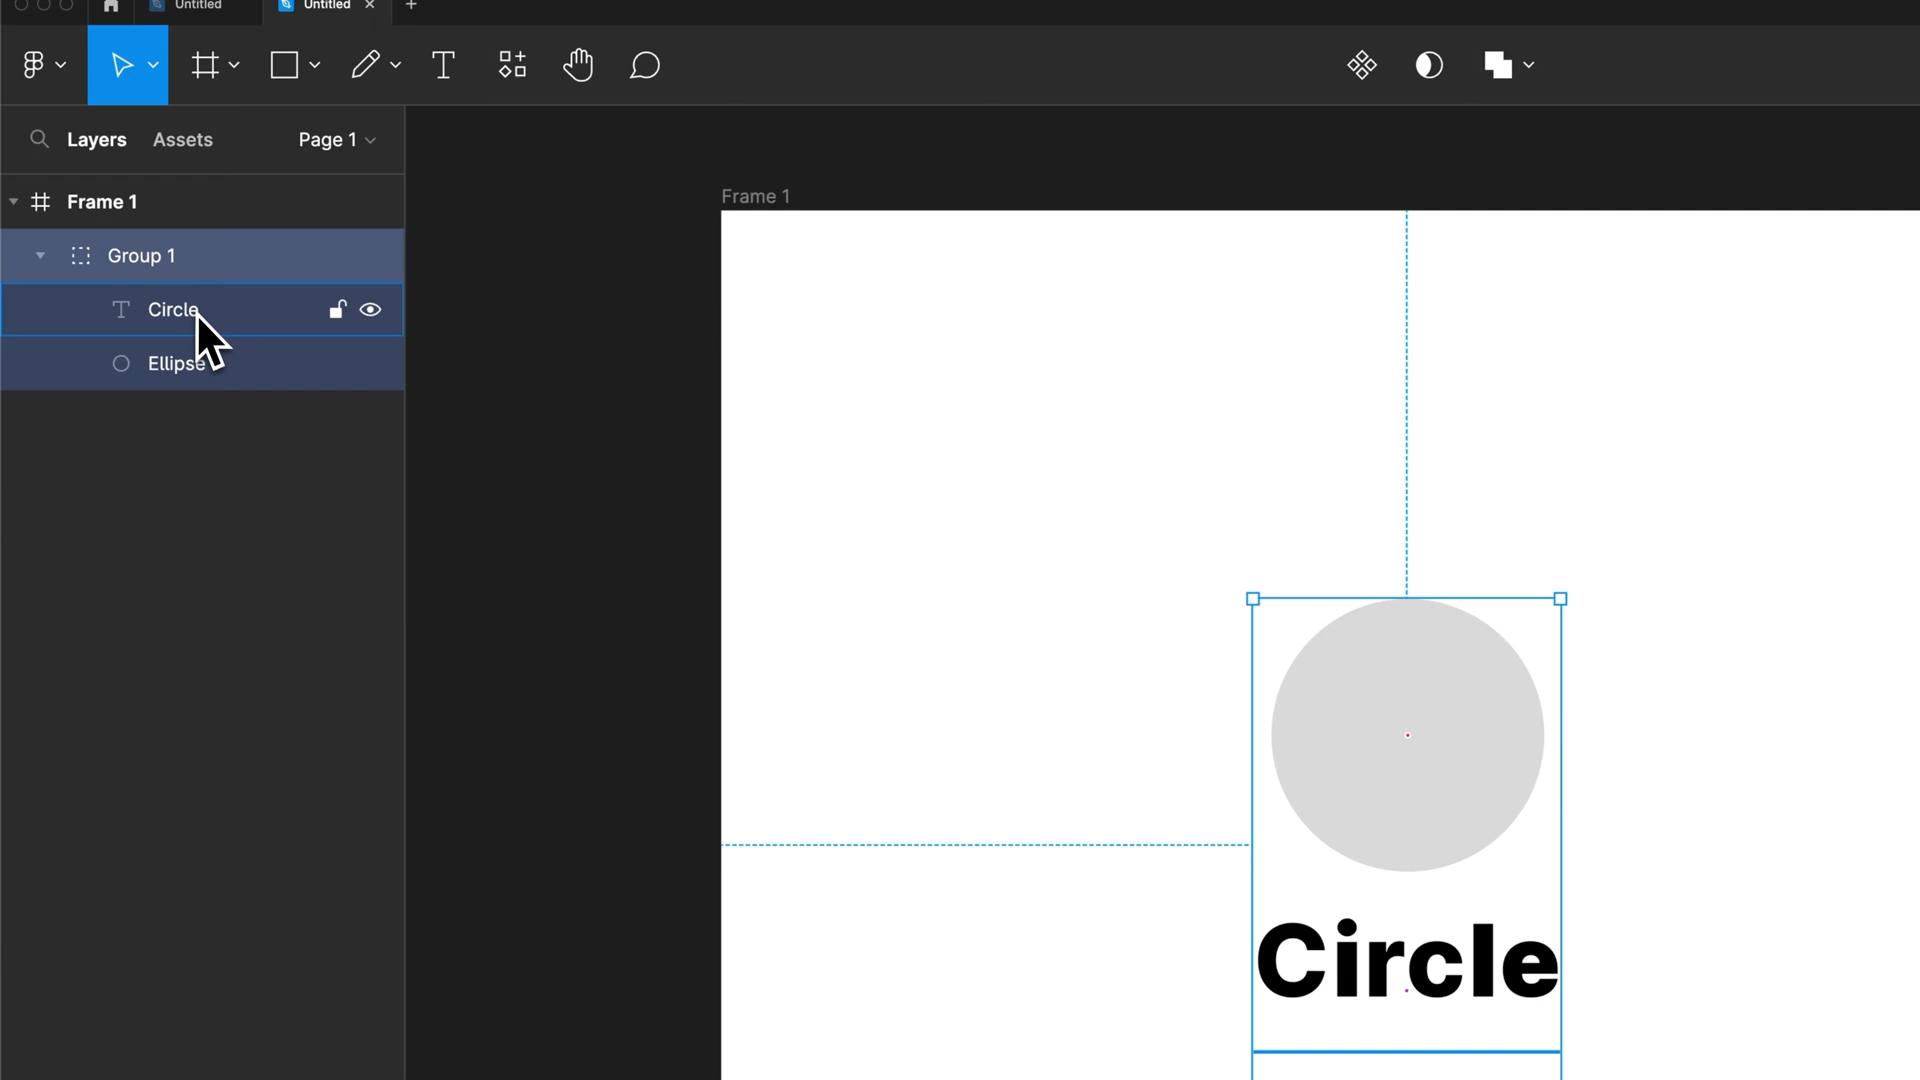 Untitled
Untitled
Layers
Assets
Page 1
Frame 1
Frame 1
Group 1
Circle
Ellipse
Circle